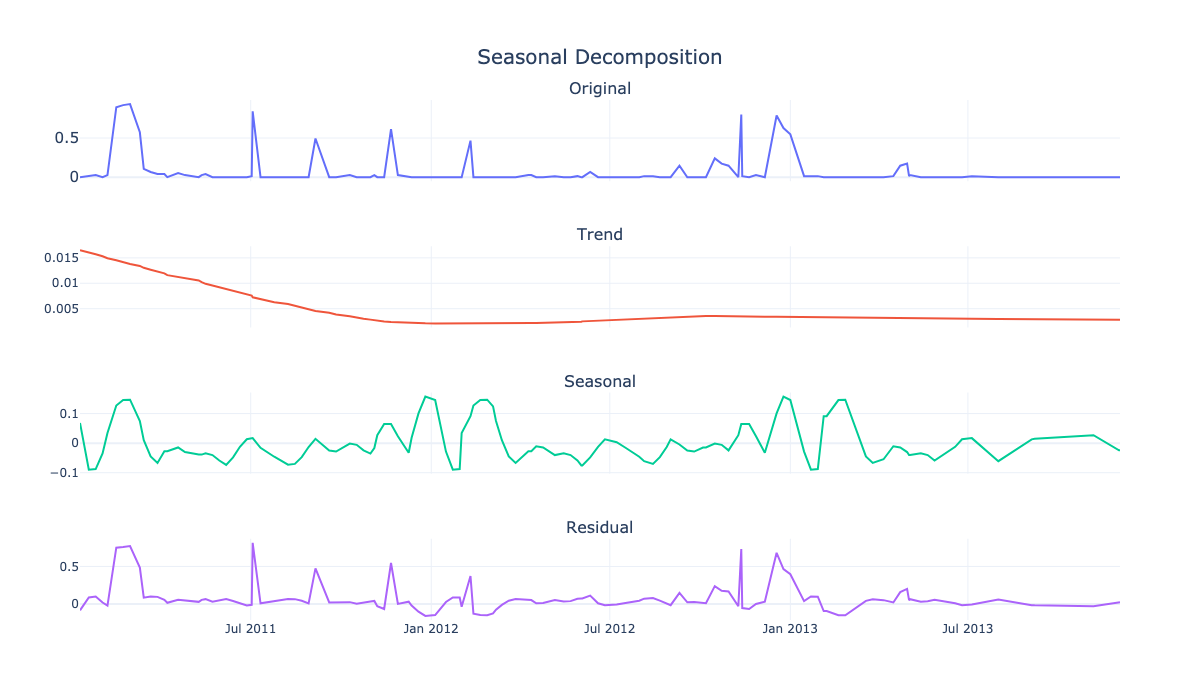 Seasonal Decomposition
Original
0.5
0
Trend
0.015
0.01
0.005
Seasonal
0.1
0
−0.1
Residual
0.5
0
Jul 2011
Jan 2012
Jul 2012
Jan 2013
Jul 2013